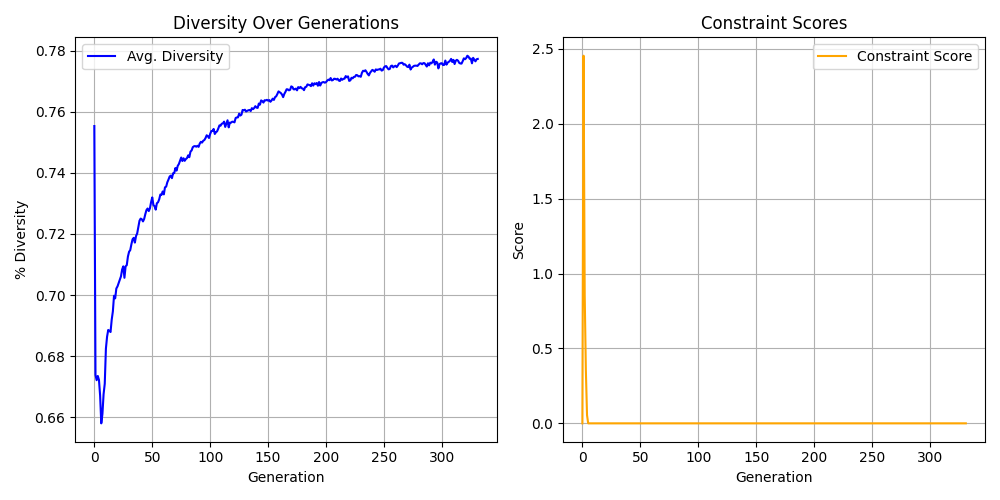 Diversity Over Generations
Avg. Diversity
% Diversity
0.78
0.76
0.74
0.72
0.70
0.68
0.66
0 50 100 150 200 250 300
Generation
Constraint Scores
Constraint Score
Score
2.5
2.0
1.5
1.0
0.5
0.0
0 50 100 150 200 250 300
Generation